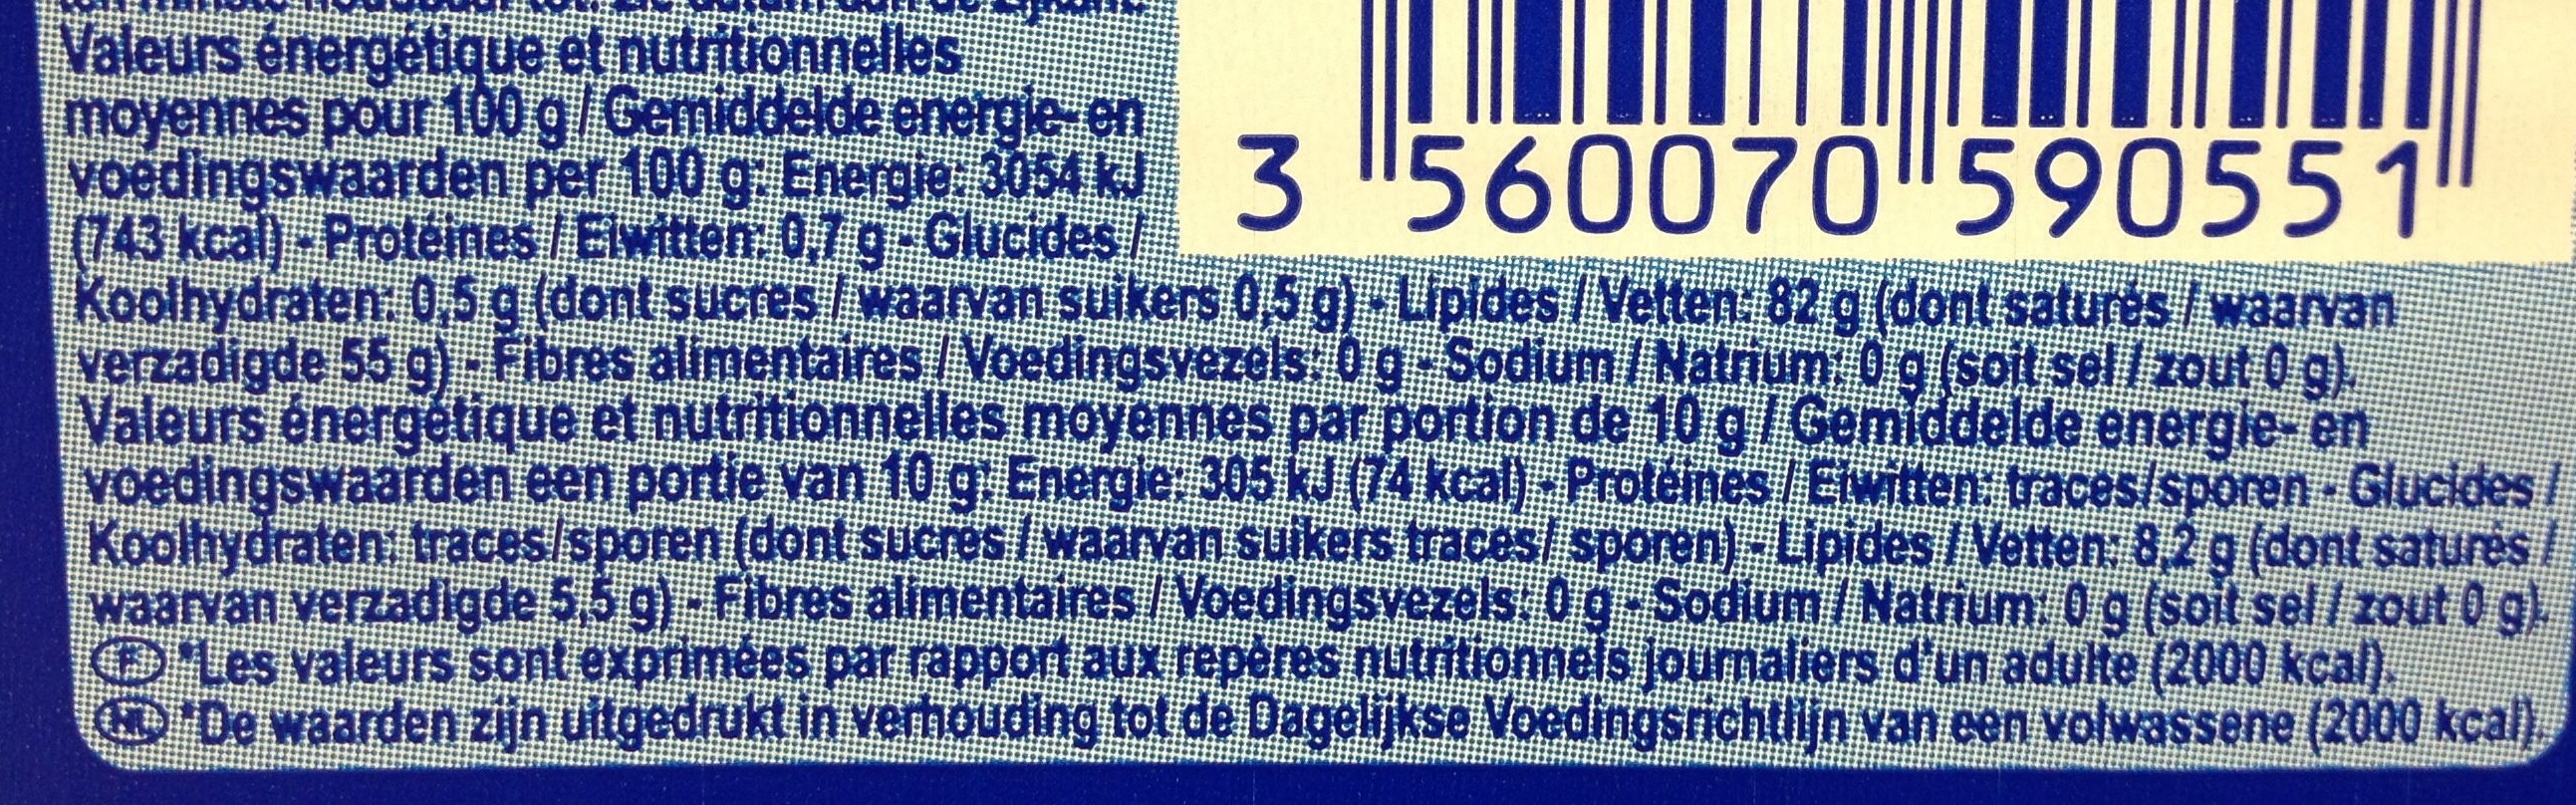 Valeurs énergétique et nutritionnelles
moyennes pour 100 g / Gemiddelde energie- en
voedingswaarden per 100 g: Energie: 3054 kJ
(743 kcal) - Protéines / Eiwitten: 0,7 g - Glucides /
3 560070 590551
Koolhydraten: 0,5 g (dont sucres / waarvan suikers 0,5 g) - Lipides / Vetten: 82 g (dont saturés / waarvan
verzadigde 55 g) - Fibres alimentaires / Voedingsvezels: 0 g - Sodium / Natrium: 0 g (soit sel / zout 0 g).
Valeurs énergétique et nutritionnelles moyennes par portion de 10 g / Gemiddelde energie- en
voedingswaarden een portie van 10 g: Energie: 305 kJ (74 kcal) - Protéines / Eiwitten: traces/sporen - Glucides /
Koolhydraten: traces/sporen (dont sucres / waarvan suikers traces/ sporen) - Lipides / Vetten: 8,2 g (dont saturés /
waarvan verzadigde 5,5 g) - Fibres alimentaires / Voedingsvezels: 0 g - Sodium / Natrium: 0 g (soit sel / zout 0 g).
F *Les valeurs sont exprimées par rapport aux repères nutritionnels journaliers d'un adulte (2000 kcal).
NL *De waarden zijn uitgedrukt in verhouding tot de Dagelijkse Voedingsrichtlijn van een volwassene (2000 kcal).